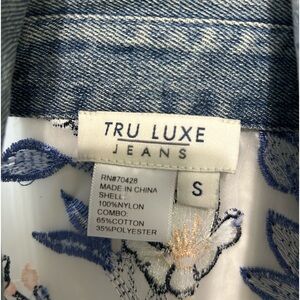 TRU LUXE
JEANS
S
RN#70428
MADE IN CHINA
SHELL:
100%NYLON
COMBO
65%COTTON
35%POLYESTER